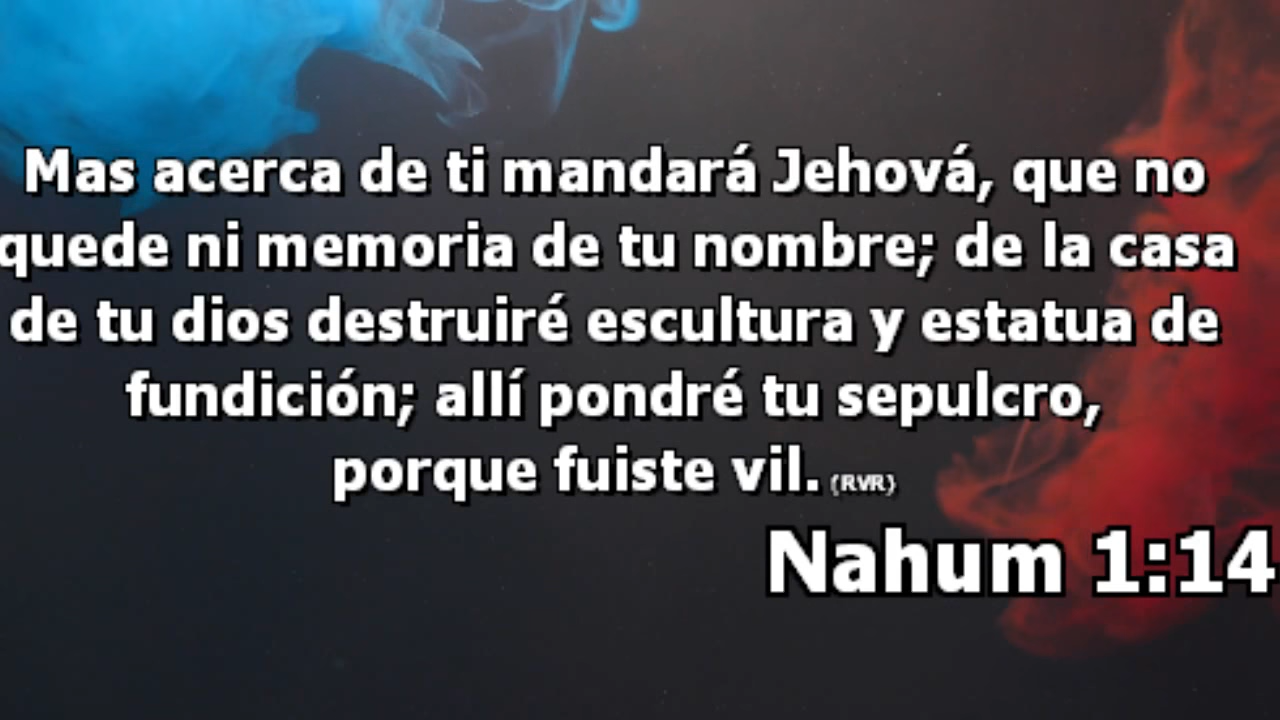 Mas acerca de ti mandará Jehová, que no
quede ni memoria de tu nombre; de la casa
de tu dios destruiré escultura y estatua de
fundición; allí pondré tu sepulcro,
porque fuiste vil. (RVR)
Nahum 1:14